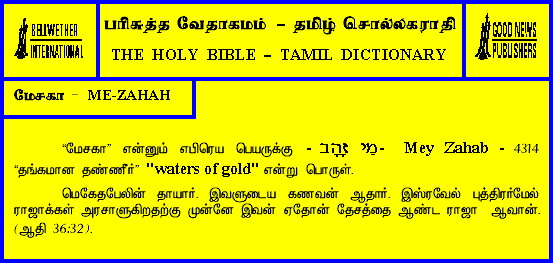 BELLWETHER
INTERNATIONAL
பரிசுத்த வேதாகமம் – தமிழ் சொல்லகராதி
THE HOLY BIBLE – TAMIL DICTIONARY
GOOD NEWS
PUBLISHERS
மேசகா - ME-ZAHAH
“மேசகா” என்னும் எபிரெய பெயருக்கு - מֵי זָהָב - Mey Zahab - 4314
“தங்கமான தண்ணீர்” "waters of gold" என்று பொருள்.
மெகேதபேலின் தாயார். இவளுடைய கணவன் ஆதார். இஸ்ரவேல் புத்திரர்மேல்
ராஜாக்கள் அரசாளுகிறதற்கு முன்னே இவன் ஏதோன் தேசத்தை ஆண்ட ராஜா ஆவான்.
(ஆதி 36:32).